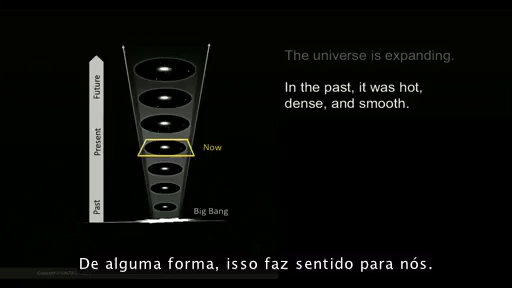 The universe is expanding.
In the past, it was hot,
dense, and smooth.
Future
Present
Past
Now
Big Bang
De alguma forma, isso faz sentido para nós.